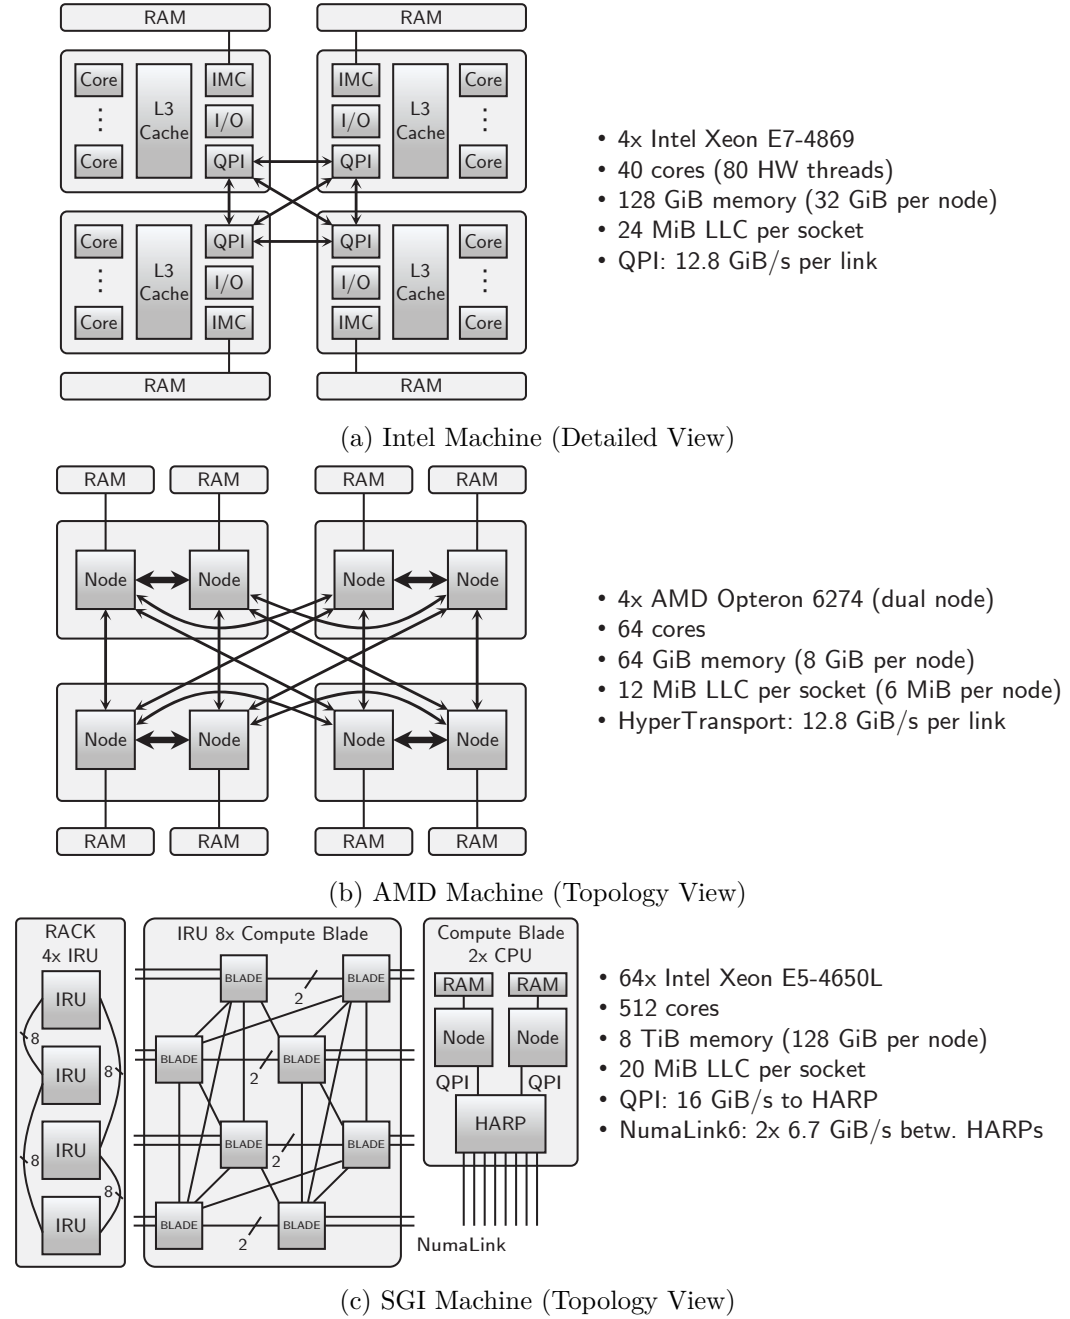 RAM RAM
Core L3 Cache IMC IMC L3 Cache Core
I/O I/O
Core QPI QPI Core
Core QPI QPI Core
L3 Cache I/O I/O L3 Cache
Core IMC IMC Core
RAM RAM
• 4x Intel Xeon E7-4869
• 40 cores (80 HW threads)
• 128 GiB memory (32 GiB per node)
• 24 MiB LLC per socket
• QPI: 12.8 GiB/s per link
(a) Intel Machine (Detailed View)
RAM RAM RAM RAM
Node Node Node Node
Node Node Node Node
RAM RAM RAM RAM
• 4x AMD Opteron 6274 (dual node)
• 64 cores
• 64 GiB memory (8 GiB per node)
• 12 MiB LLC per socket (6 MiB per node)
• HyperTransport: 12.8 GiB/s per link
(b) AMD Machine (Topology View)
RACK
4x IRU
IRU
8
IRU
8
IRU
8
8
IRU
IRU 8x Compute Blade
BLADE 2 BLADE
BLADE 2 BLADE
BLADE 2 BLADE
BLADE 2 BLADE
Compute Blade
2x CPU
RAM RAM
Node Node
QPI QPI
HARP
NumaLink
• 64x Intel Xeon E5-4650L
• 512 cores
• 8 TiB memory (128 GiB per node)
• 20 MiB LLC per socket
• QPI: 16 GiB/s to HARP
• NumaLink6: 2x 6.7 GiB/s betw. HARPs
(c) SGI Machine (Topology View)